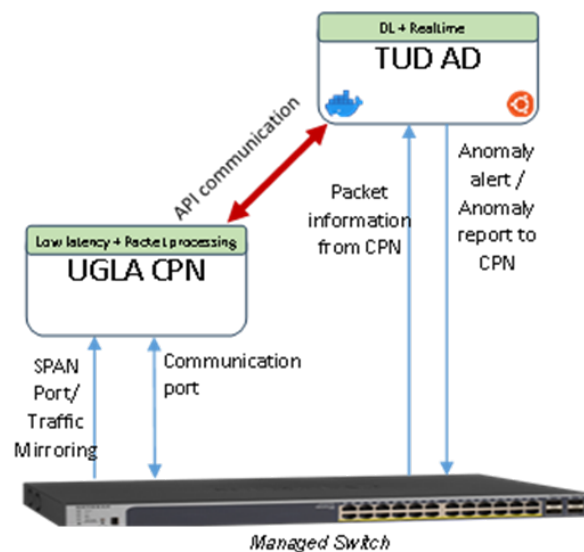 DL + Realtime
TUD AD
API communication
Low latency + Packet processing
UGLA CPN
Packet
information
from CPN
Anomaly
alert /
Anomaly
report to
CPN
SPAN
Port/
Traffic
Mirroring
Communication
port
Managed Switch